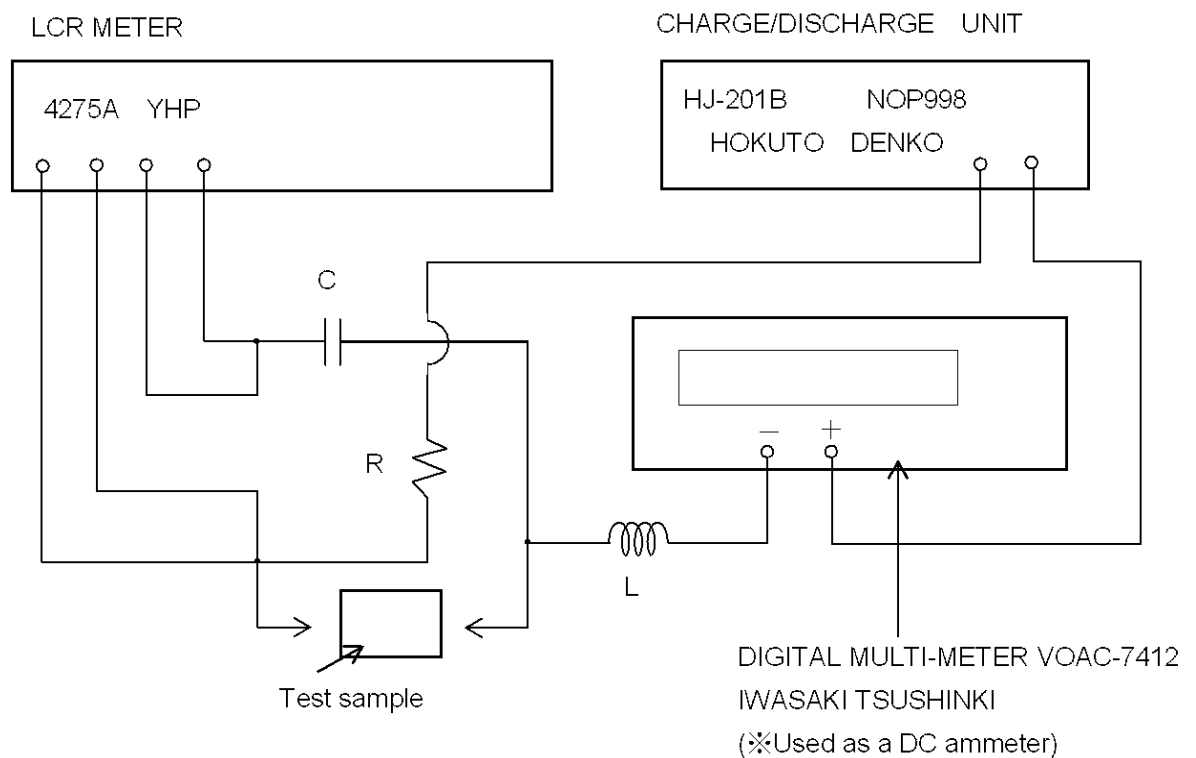 LCR METER
CHARGE/DISCHARGE UNIT
4275A YHP
HJ-201B NOP998
HOKUTO DENKO
C
R
− +
L
Test sample
DIGITAL MULTI-METER VOAC-7412
IWASAKI TSUSHINKI
(※Used as a DC ammeter)